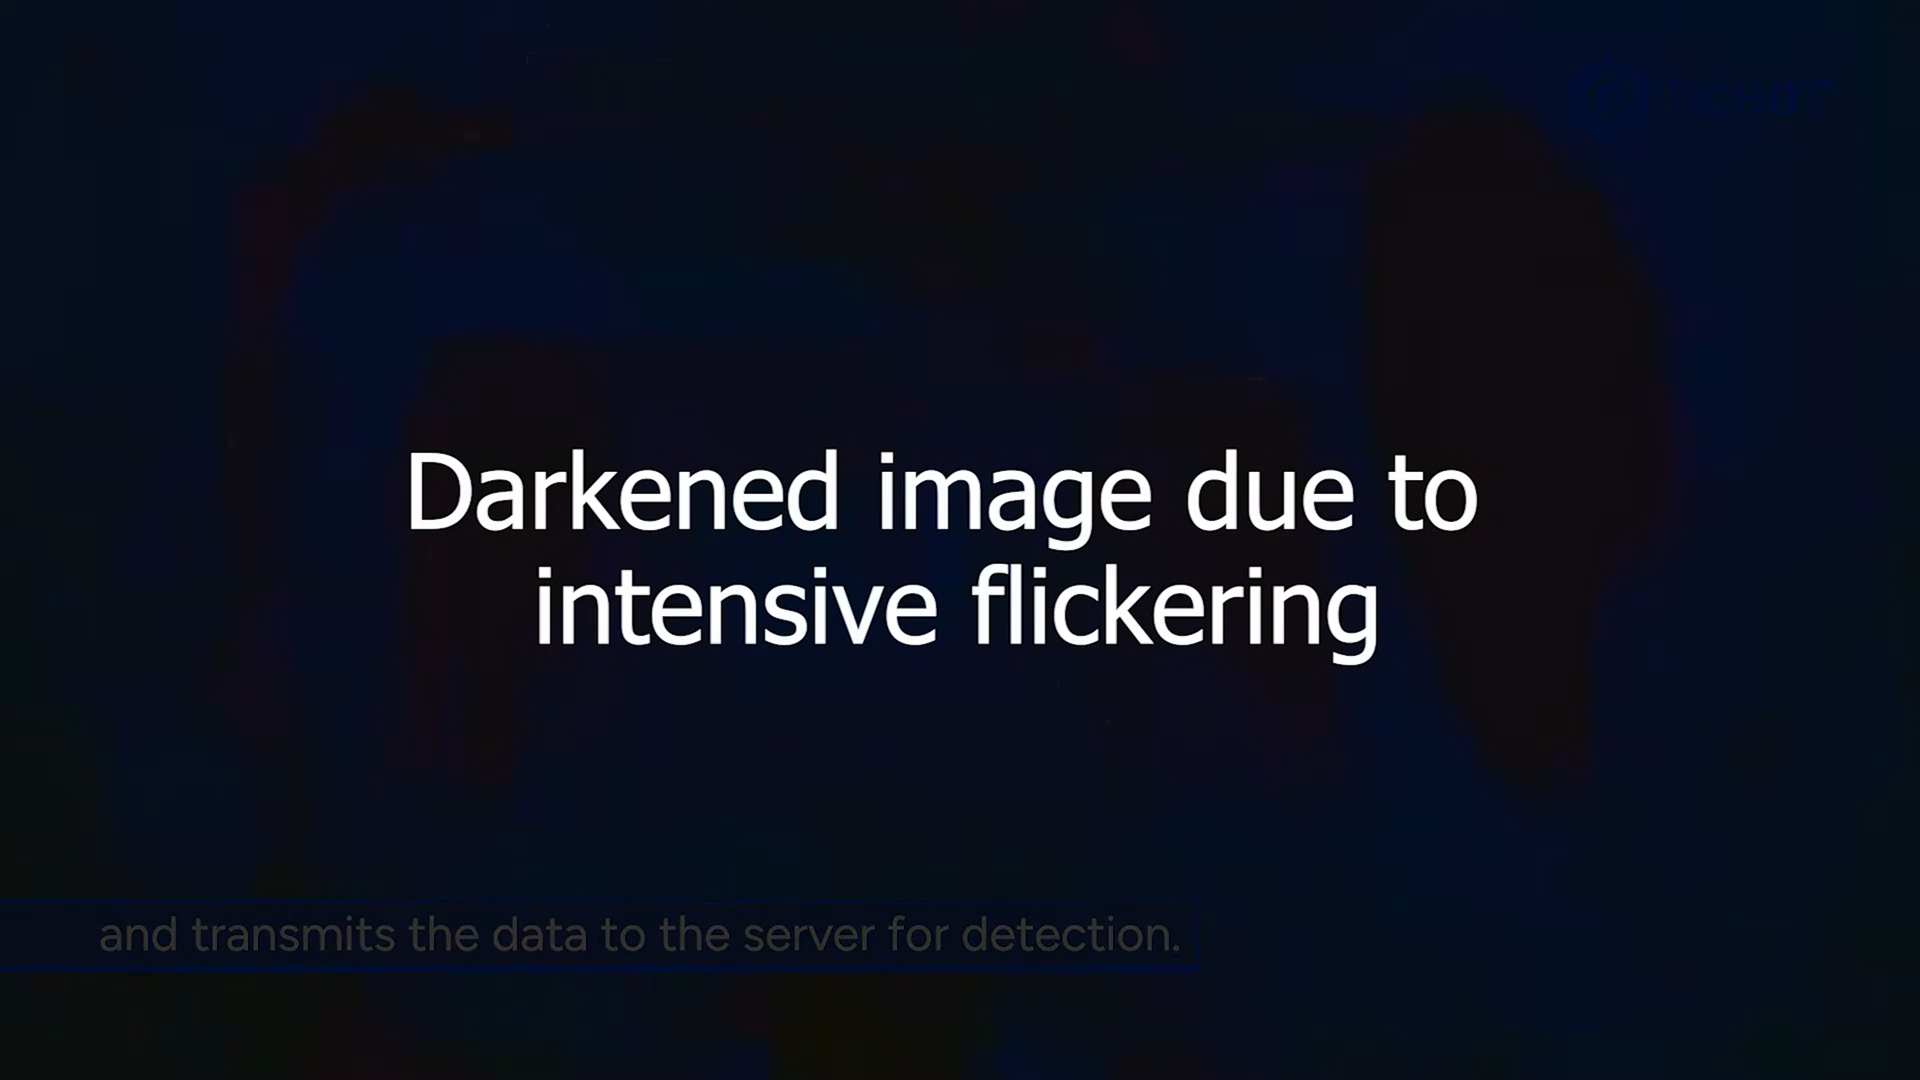 Darkened image due to
intensive flickering
and transmits the data to the server for detection.